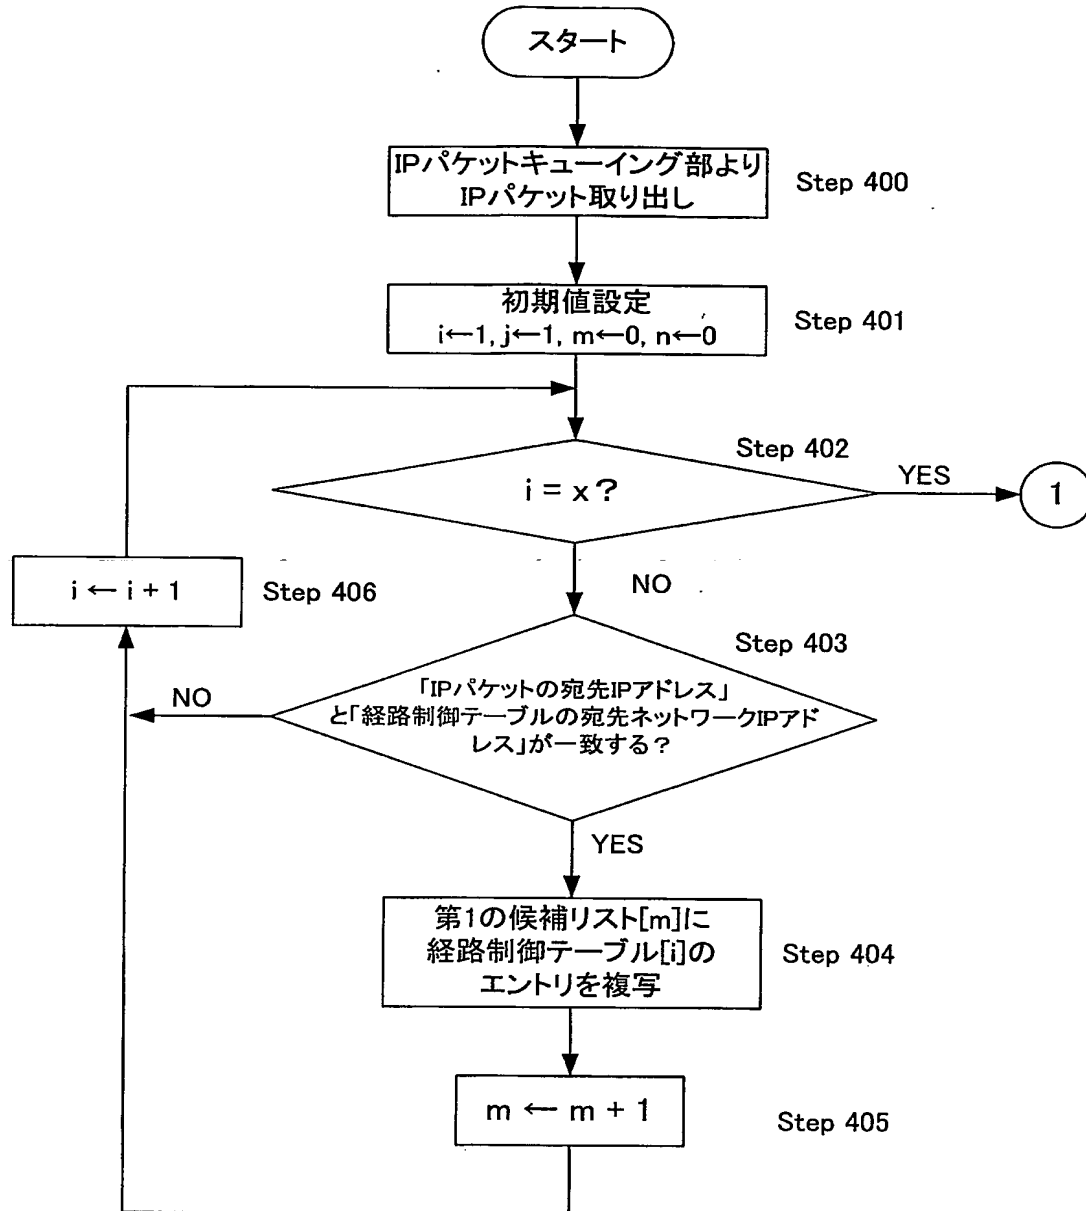 スタート
IPパケットキューイング部より
IPパケット取り出し
Step 400
初期値設定
i←1, j←1, m←0, n←0
Step 401
Step 402
i = x ?
YES
1
NO
i ← i + 1
Step 406
Step 403
「IPパケットの宛先IPアドレス」
と「経路制御テーブルの宛先ネットワークIPアド
レス」が一致する?
NO
YES
第1の候補リスト[m]に
経路制御テーブル[i]の
エントリを複写
Step 404
m ← m + 1
Step 405